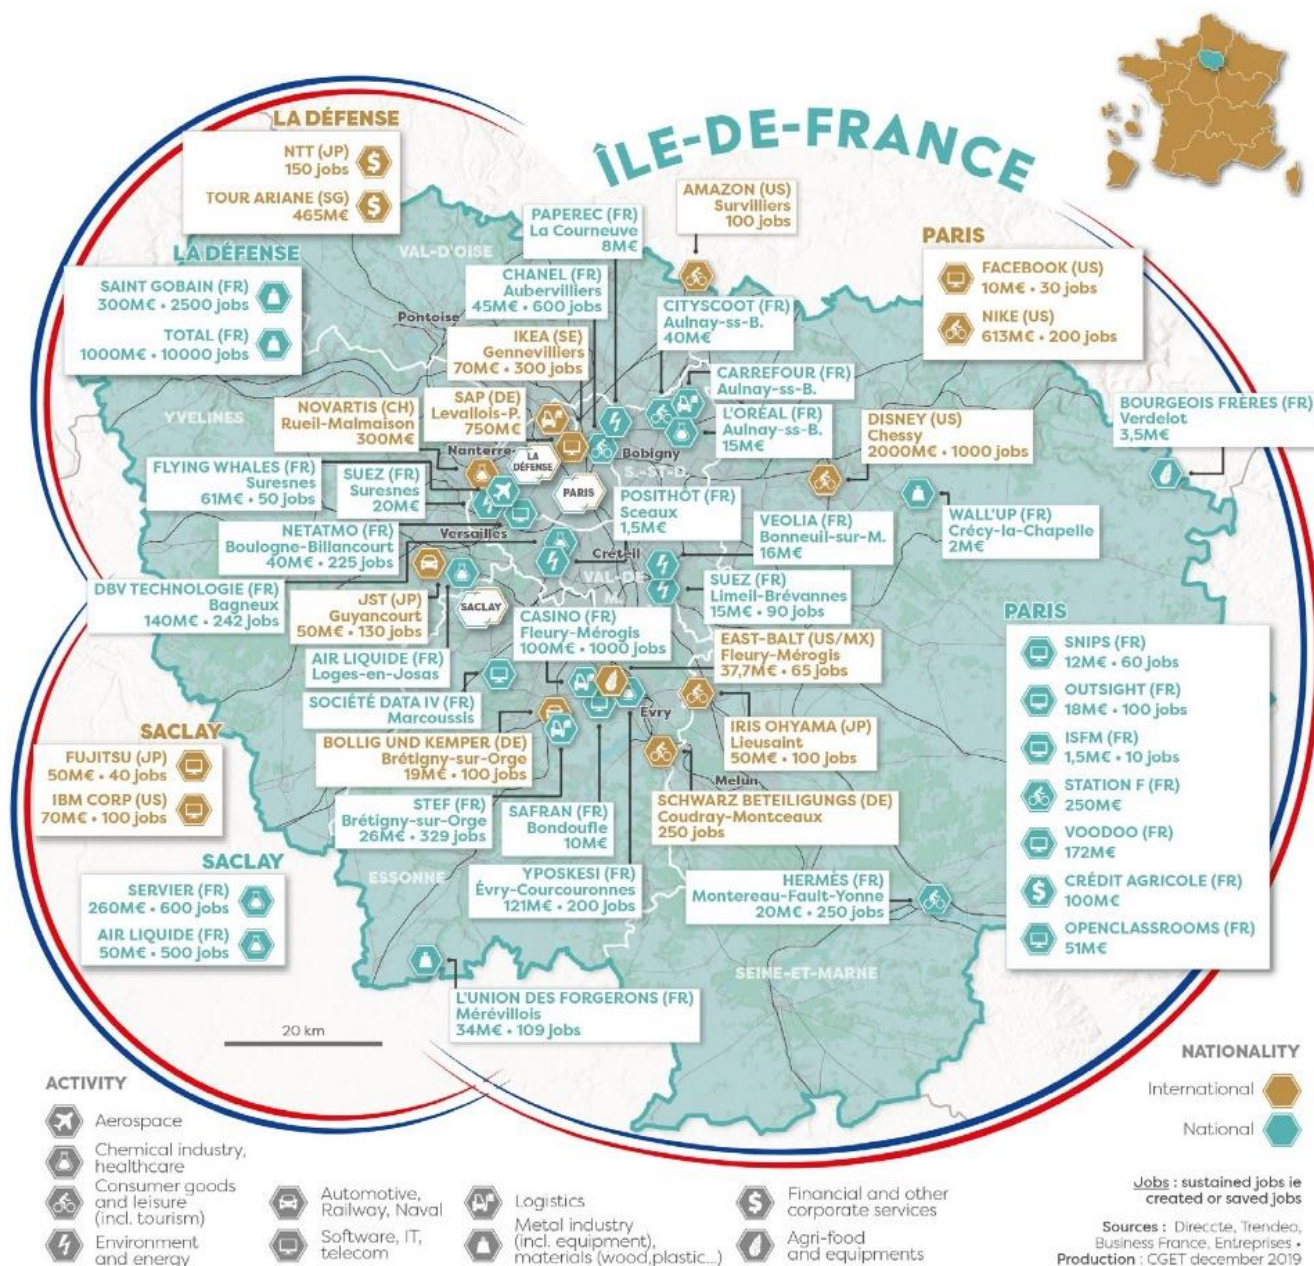 ÎLE-DE-FRANCE
LA DÉFENSE
NTT (JP)
150 jobs
TOUR ARIANE (SG)
465M€
LA DÉFENSE
SAINT GOBAIN (FR)
300M€ • 2500 jobs
TOTAL (FR)
1000M€ • 10000 jobs
VAL-D'OISE
Pontoise
YVELINES
PAPEREC (FR)
La Courneuve
8M€
CHANEL (FR)
Aubervilliers
45M€ • 600 jobs
IKEA (SE)
Gennevilliers
70M€ • 300 jobs
SAP (DE)
Levallois-P.
750M€
NOVARTIS (CH)
Rueil-Malmaison
300M€
Nanterre
FLYING WHALES (FR)
Suresnes
61M€ • 50 jobs
SUEZ (FR)
Suresnes
20M€
NETATMO (FR)
Boulogne-Billancourt
40M€ • 225 jobs
Versailles
DBV TECHNOLOGIE (FR)
Bagneux
140M€ • 242 jobs
JST (JP)
Guyancourt
50M€ • 130 jobs
AIR LIQUIDE (FR)
Loges-en-Josas
SOCIÉTÉ DATA IV (FR)
Marcoussis
BOLLIG UND KEMPER (DE)
Brétigny-sur-Orge
19M€ • 100 jobs
STEF (FR)
Brétigny-sur-Orge
26M€ • 329 jobs
SAFRAN (FR)
Bondoufle
10M€
YPOSKESI (FR)
Évry-Courcouronnes
121M€ • 200 jobs
ESSONNE
L'UNION DES FORGERONS (FR)
Mérévillois
34M€ • 109 jobs
LA
DÉFENSE
PARIS
SACLAY
AMAZON (US)
Survilliers
100 jobs
CITYSCOOT (FR)
Aulnay-ss-B.
40M€
CARREFOUR (FR)
Aulnay-ss-B.
L'ORÉAL (FR)
Aulnay-ss-B.
15M€
Bobigny
S.-ST-D.
POSITHÔT (FR)
Sceaux
1,5M€
Créteil
VAL-DE
M.
DISNEY (US)
Chessy
2000M€ • 1000 jobs
VEOLIA (FR)
Bonneuil-sur-M.
16M€
SUEZ (FR)
Limeil-Brévannes
15M€ • 90 jobs
CASINO (FR)
Fleury-Mérogis
100M€ • 1000 jobs
EAST-BALT (US/MX)
Fleury-Mérogis
37,7M€ • 65 jobs
Évry
IRIS OHYAMA (JP)
Lieusaint
50M€ • 100 jobs
Melun
SCHWARZ BETEILIGUNGS (DE)
Coudray-Montceaux
250 jobs
HERMÈS (FR)
Montereau-Fault-Yonne
20M€ • 250 jobs
SEINE-ET-MARNE
WALL'UP (FR)
Crécy-la-Chapelle
2M€
BOURGEOIS FRÈRES (FR)
Verdelot
3,5M€
PARIS
FACEBOOK (US)
10M€ • 30 jobs
NIKE (US)
613M€ • 200 jobs
PARIS
SNIPS (FR)
12M€ • 60 jobs
OUTSIGHT (FR)
18M€ • 100 jobs
ISFM (FR)
1,5M€ • 10 jobs
STATION F (FR)
250M€
VOODOO (FR)
172M€
CRÉDIT AGRICOLE (FR)
100M€
OPENCLASSROOMS (FR)
51M€
SACLAY
FUJITSU (JP)
50M€ • 40 jobs
IBM CORP (US)
70M€ • 100 jobs
SACLAY
SERVIER (FR)
260M€ • 600 jobs
AIR LIQUIDE (FR)
50M€ • 500 jobs
20 km
ACTIVITY
Aerospace
Chemical industry,
healthcare
Consumer goods
and leisure
(incl. tourism)
Environment
and energy
Automotive,
Railway, Naval
Software, IT,
telecom
Logistics
Metal industry
(incl. equipment),
materials (wood,plastic...)
Financial and other
corporate services
Agri-food
and equipments
NATIONALITY
International
National
Jobs : sustained jobs ie
created or saved jobs
Sources : Direccte, Trendeo,
Business France, Entreprises •
Production : CGET december 2019